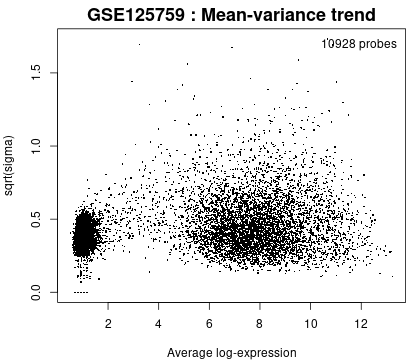 GSE125759 : Mean-variance trend
10928 probes
sqrt(sigma)
1.5
1.0
0.5
0.0
2 4 6 8 10 12
Average log-expression